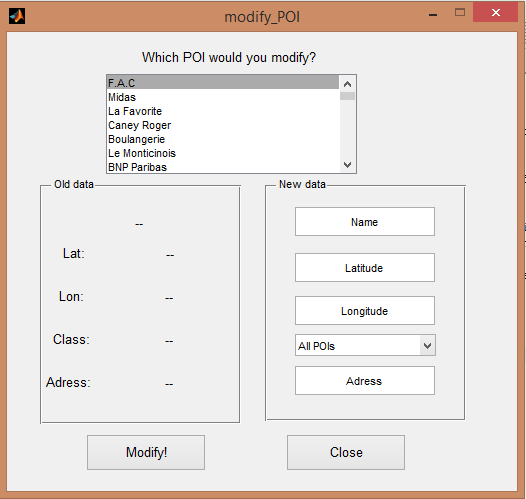 modify_POI
Which POI would you modify?
F.A.C
Midas
La Favorite
Caney Roger
Boulangerie
Le Monticinois
BNP Paribas
Old data
--
Lat: --
Lon: --
Class: --
Adress: --
New data
Name
Latitude
Longitude
All POIs
Adress
Modify!
Close